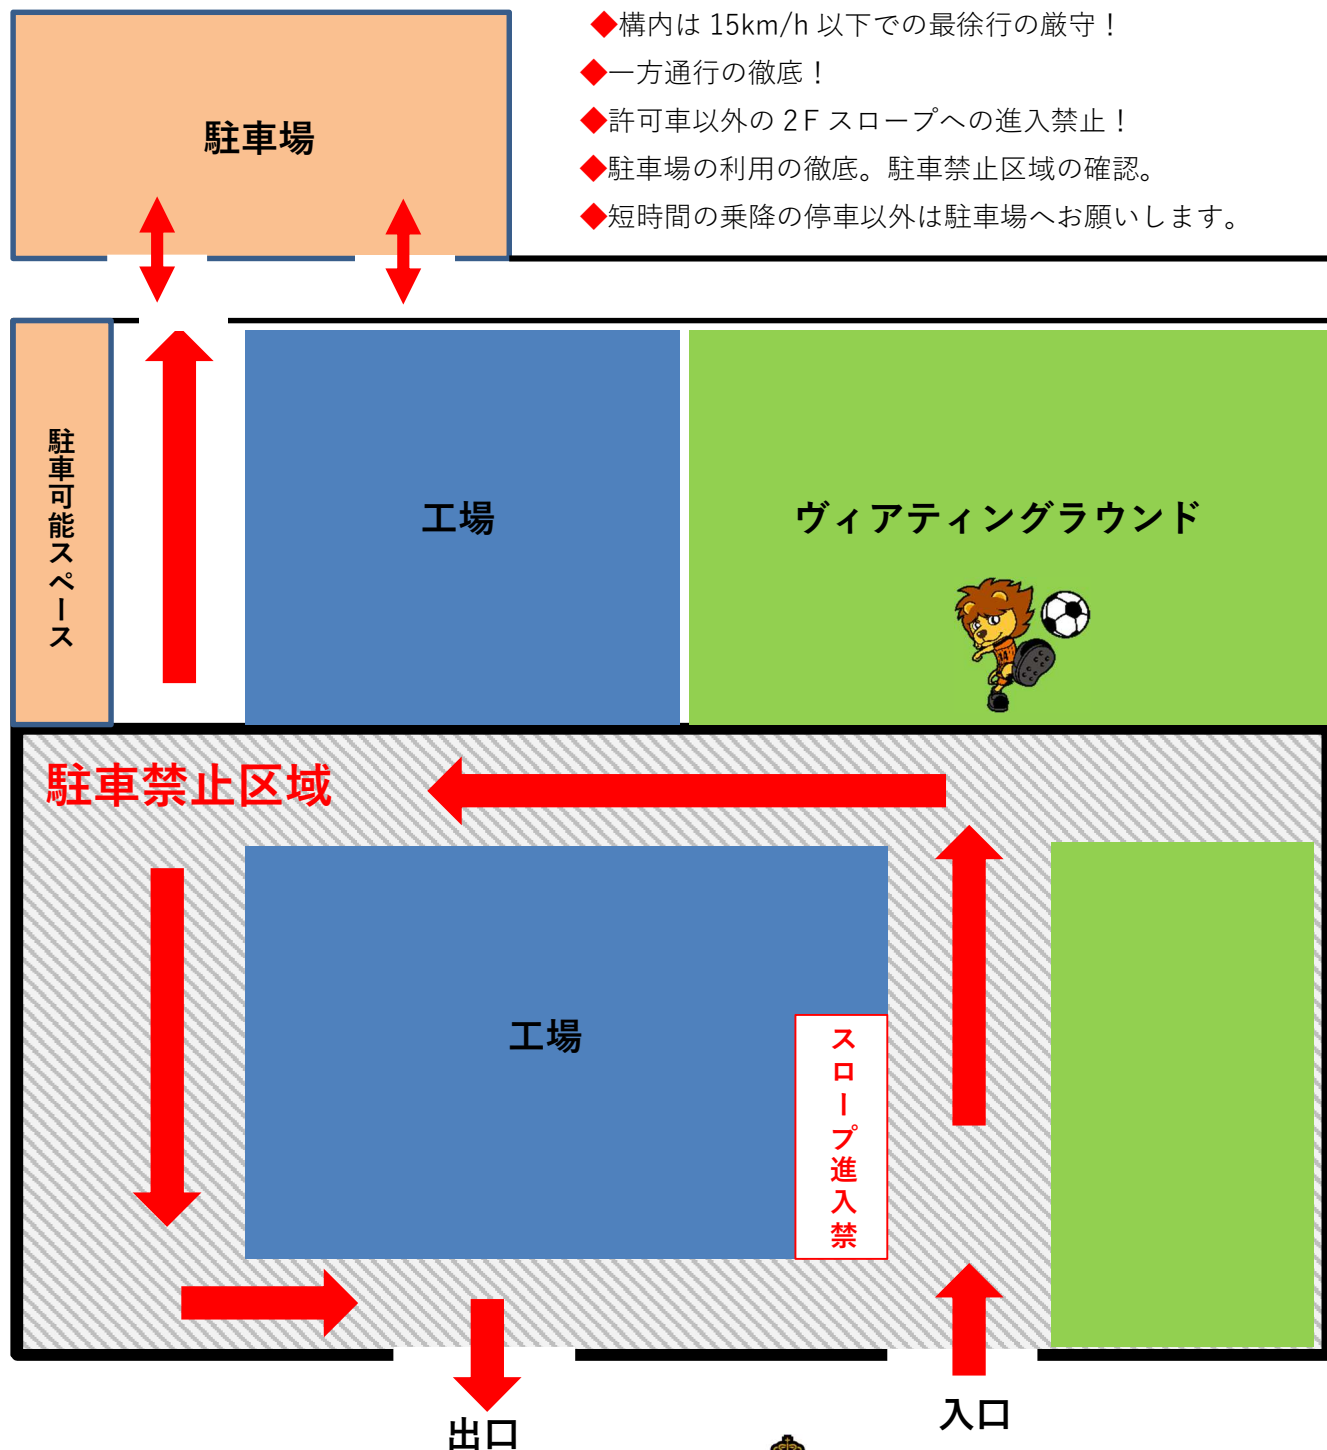 ◆構内は 15km/h 以下での最徐行の厳守！
◆一方通行の徹底！
◆許可車以外の 2Ｆ スロープへの進入禁止！
◆駐車場の利用の徹底。駐車禁止区域の確認。
◆短時間の乗降の停車以外は駐車場へお願いします。
駐車場
駐車可能スペース
工場
ヴィアティングラウンド
14
駐車禁止区域
工場
スロープ進入禁
入口
出口